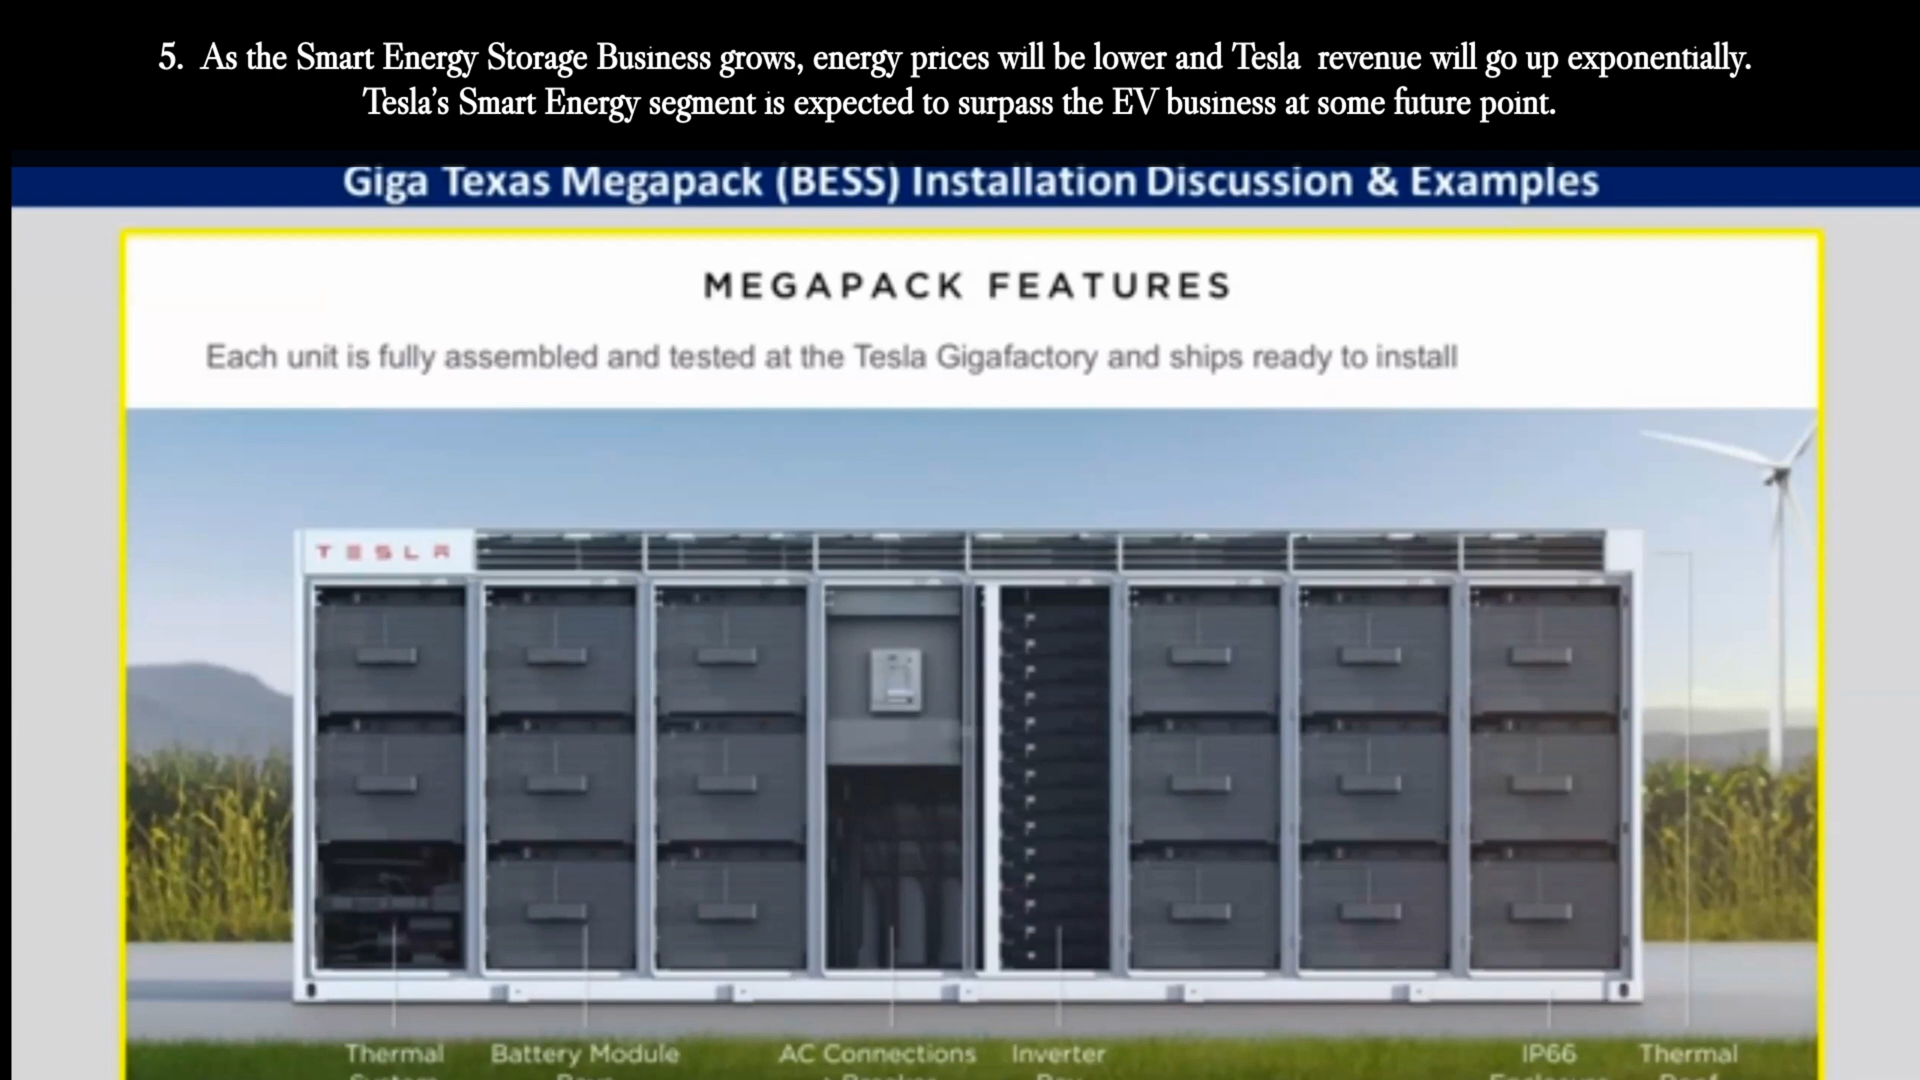 5. As the Smart Energy Storage Business grows, energy prices will be lower and Tesla revenue will go up exponentially.
Tesla's Smart Energy segment is expected to surpass the EV business at some future point.
Giga Texas Megapack (BESS) Installation Discussion & Examples
MEGAPACK FEATURES
Each unit is fully assembled and tested at the Tesla Gigafactory and ships ready to install
TESLA
Thermal Battery Module AC Connections Inverter IP66 Thermal